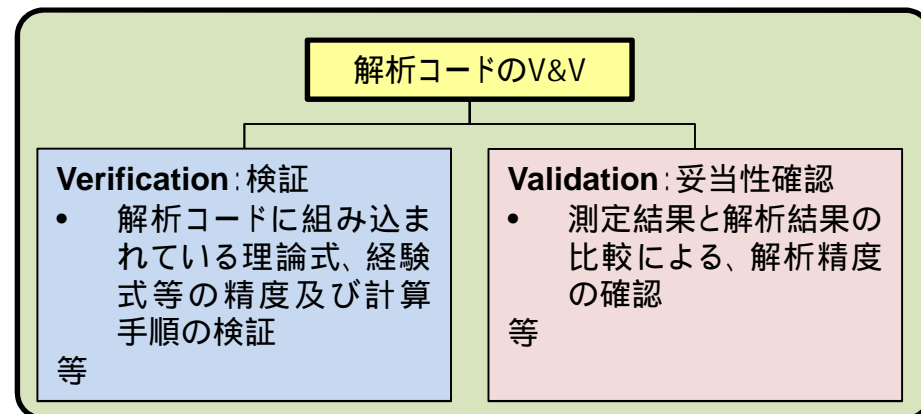 解析コードのV&V
Verification:検証
• 解析コードに組み込ま
れている理論式、経験
式等の精度及び計算
手順の検証
等
Validation:妥当性確認
• 測定結果と解析結果の
比較による、解析精度
の確認
等